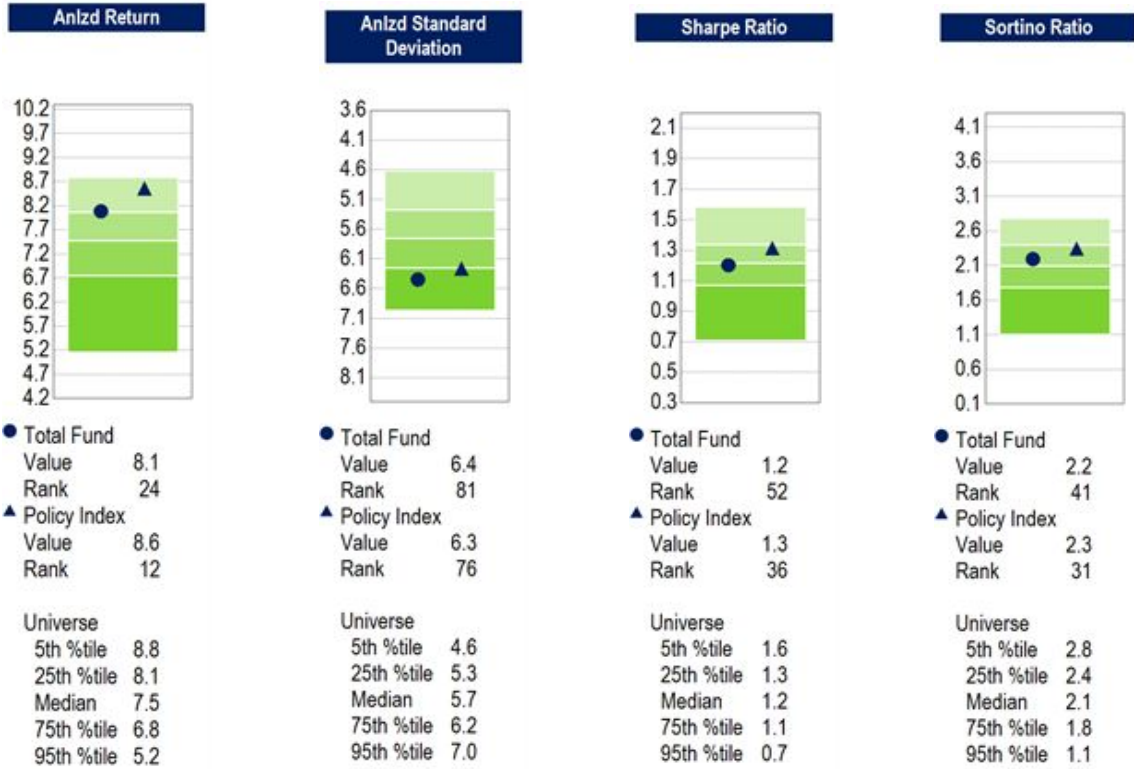 Anlzd Return
10.2
9.7
9.2
8.7
8.2
7.7
7.2
6.7
6.2
5.7
5.2
4.7
4.2
Total Fund
Value 8.1
Rank 24
Policy Index
Value 8.6
Rank 12
Universe
5th %tile 8.8
25th %tile 8.1
Median 7.5
75th %tile 6.8
95th %tile 5.2
Anlzd Standard
Deviation
3.6
4.1
4.6
5.1
5.6
6.1
6.6
7.1
7.6
8.1
Total Fund
Value 6.4
Rank 81
Policy Index
Value 6.3
Rank 76
Universe
5th %tile 4.6
25th %tile 5.3
Median 5.7
75th %tile 6.2
95th %tile 7.0
Sharpe Ratio
2.1
1.9
1.7
1.5
1.3
1.1
0.9
0.7
0.5
0.3
Total Fund
Value 1.2
Rank 52
Policy Index
Value 1.3
Rank 36
Universe
5th %tile 1.6
25th %tile 1.3
Median 1.2
75th %tile 1.1
95th %tile 0.7
Sortino Ratio
4.1
3.6
3.1
2.6
2.1
1.6
1.1
0.6
0.1
Total Fund
Value 2.2
Rank 41
Policy Index
Value 2.3
Rank 31
Universe
5th %tile 2.8
25th %tile 2.4
Median 2.1
75th %tile 1.8
95th %tile 1.1